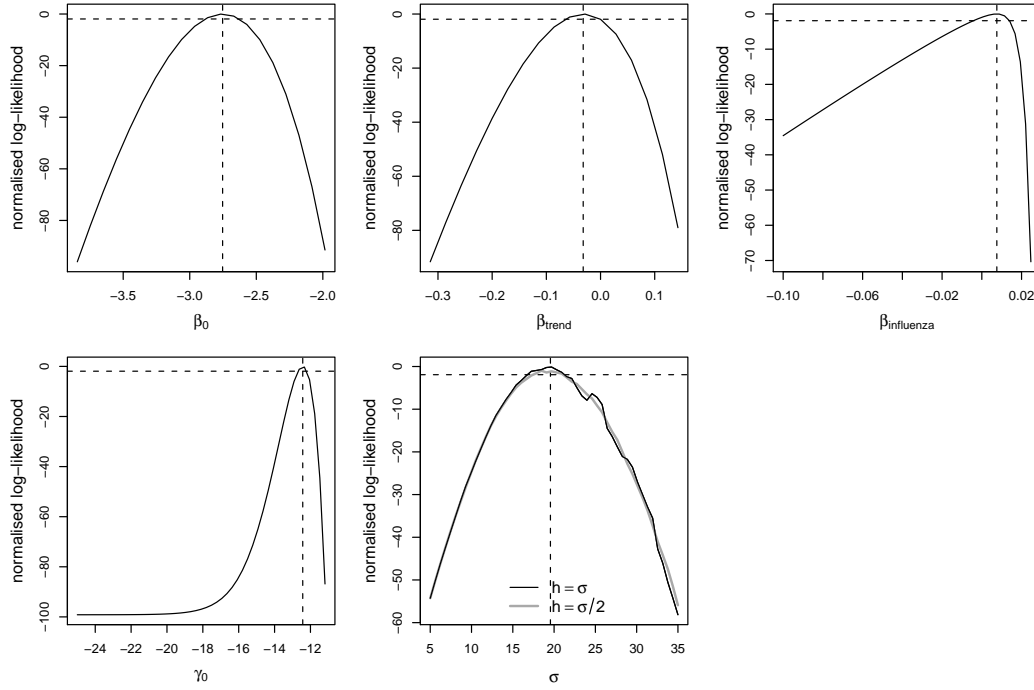 normalised log−likelihood
0
−20
−40
−60
−80
−3.5 −3.0 −2.5 −2.0
β0
normalised log−likelihood
0
−20
−40
−60
−80
−0.3 −0.2 −0.1 0.0 0.1
βtrend
normalised log−likelihood
0
−10
−20
−30
−40
−50
−60
−70
−0.10 −0.06 −0.02 0.02
βinfluenza
normalised log−likelihood
0
−20
−40
−60
−80
−100
−24 −22 −20 −18 −16 −14 −12
γ0
normalised log−likelihood
0
−10
−20
−30
−40
−50
−60
h = σ
h = σ/2
5 10 15 20 25 30 35
σ